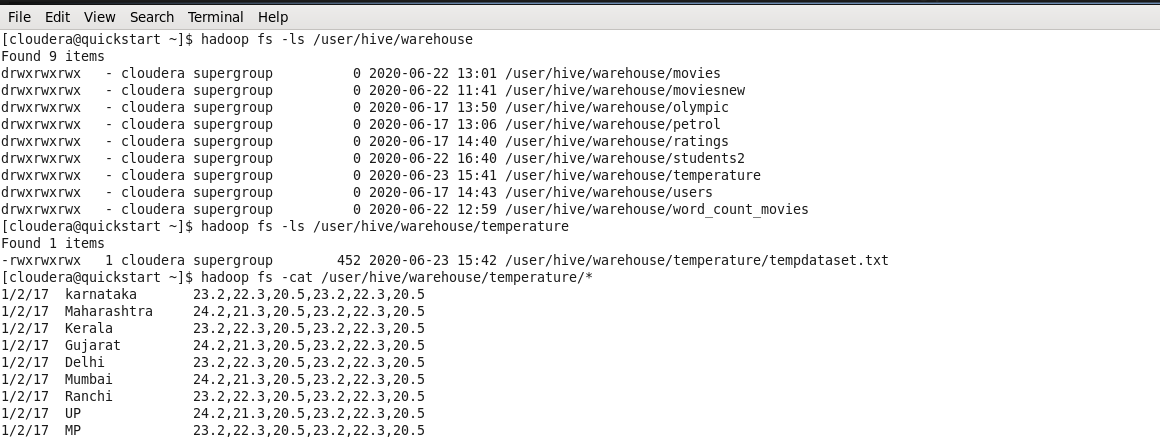 File Edit View Search Terminal Help
[cloudera@quickstart ~]$ hadoop fs -ls /user/hive/warehouse
Found 9 items
drwxrwxrwx   - cloudera supergroup          0 2020-06-22 13:01 /user/hive/warehouse/movies
drwxrwxrwx   - cloudera supergroup          0 2020-06-22 11:41 /user/hive/warehouse/moviesnew
drwxrwxrwx   - cloudera supergroup          0 2020-06-17 13:50 /user/hive/warehouse/olympic
drwxrwxrwx   - cloudera supergroup          0 2020-06-17 13:06 /user/hive/warehouse/petrol
drwxrwxrwx   - cloudera supergroup          0 2020-06-17 14:40 /user/hive/warehouse/ratings
drwxrwxrwx   - cloudera supergroup          0 2020-06-22 16:40 /user/hive/warehouse/students2
drwxrwxrwx   - cloudera supergroup          0 2020-06-23 15:41 /user/hive/warehouse/temperature
drwxrwxrwx   - cloudera supergroup          0 2020-06-17 14:43 /user/hive/warehouse/users
drwxrwxrwx   - cloudera supergroup          0 2020-06-22 12:59 /user/hive/warehouse/word_count_movies
[cloudera@quickstart ~]$ hadoop fs -ls /user/hive/warehouse/temperature
Found 1 items
-rwxrwxrwx   1 cloudera supergroup        452 2020-06-23 15:42 /user/hive/warehouse/temperature/tempdataset.txt
[cloudera@quickstart ~]$ hadoop fs -cat /user/hive/warehouse/temperature/*
1/2/17  karnataka       23.2,22.3,20.5,23.2,22.3,20.5
1/2/17  Maharashtra     24.2,21.3,20.5,23.2,22.3,20.5
1/2/17  Kerala          23.2,22.3,20.5,23.2,22.3,20.5
1/2/17  Gujarat         24.2,21.3,20.5,23.2,22.3,20.5
1/2/17  Delhi           23.2,22.3,20.5,23.2,22.3,20.5
1/2/17  Mumbai          24.2,21.3,20.5,23.2,22.3,20.5
1/2/17  Ranchi          23.2,22.3,20.5,23.2,22.3,20.5
1/2/17  UP              24.2,21.3,20.5,23.2,22.3,20.5
1/2/17  MP              23.2,22.3,20.5,23.2,22.3,20.5